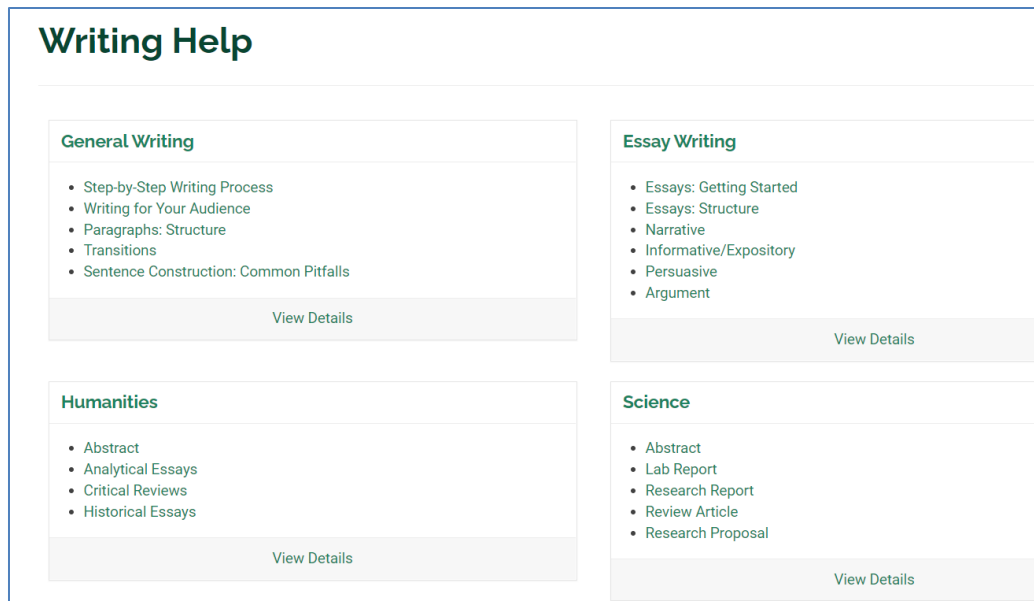 Writing Help
General Writing
Step-by-Step Writing Process
Writing for Your Audience
Paragraphs: Structure
Transitions
Sentence Construction: Common Pitfalls
View Details
Essay Writing
Essays: Getting Started
Essays: Structure
Narrative
Informative/Expository
Persuasive
Argument
View Details
Humanities
Abstract
Analytical Essays
Critical Reviews
Historical Essays
View Details
Science
Abstract
Lab Report
Research Report
Review Article
Research Proposal
View Details